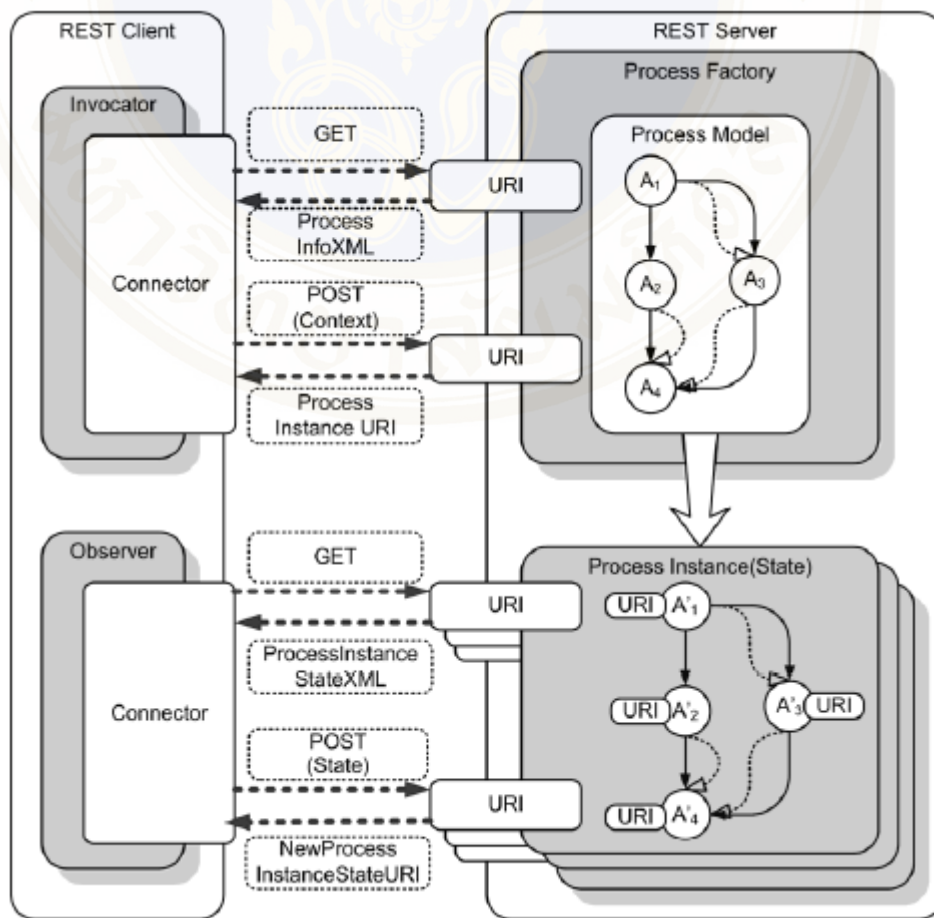 REST Client
REST Server
Invocator
Connector
GET
Process
InfoXML
POST
(Context)
Process
Instance URI
URI
URI
Process Factory
Process Model
A1
A2
A3
A4
Observer
Connector
GET
ProcessInstance
StateXML
POST
(State)
NewProcess
InstanceStateURI
URI
URI
Process Instance(State)
URI A'1
URI A'2
A'3 URI
URI A'4